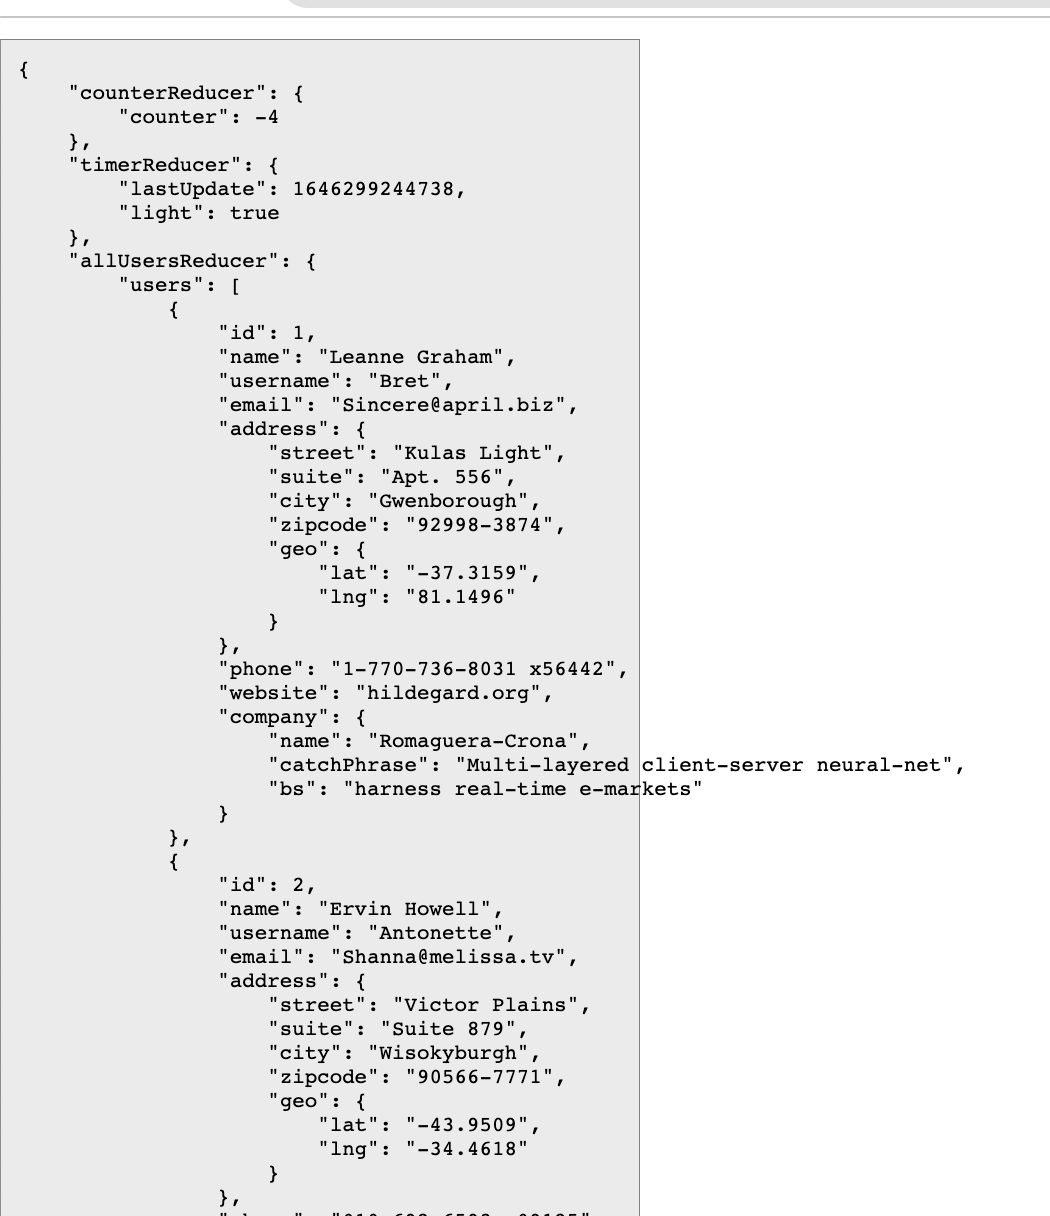 {
    "counterReducer": {
        "counter": -4
    },
    "timerReducer": {
        "lastUpdate": 1646299244738,
        "light": true
    },
    "allUsersReducer": {
        "users": [
            {
                "id": 1,
                "name": "Leanne Graham",
                "username": "Bret",
                "email": "Sincere@april.biz",
                "address": {
                    "street": "Kulas Light",
                    "suite": "Apt. 556",
                    "city": "Gwenborough",
                    "zipcode": "92998-3874",
                    "geo": {
                        "lat": "-37.3159",
                        "lng": "81.1496"
                    }
                },
                "phone": "1-770-736-8031 x56442",
                "website": "hildegard.org",
                "company": {
                    "name": "Romaguera-Crona",
                    "catchPhrase": "Multi-layered client-server neural-net",
                    "bs": "harness real-time e-markets"
                }
            },
            {
                "id": 2,
                "name": "Ervin Howell",
                "username": "Antonette",
                "email": "Shanna@melissa.tv",
                "address": {
                    "street": "Victor Plains",
                    "suite": "Suite 879",
                    "city": "Wisokyburgh",
                    "zipcode": "90566-7771",
                    "geo": {
                        "lat": "-43.9509",
                        "lng": "-34.4618"
                    }
                },